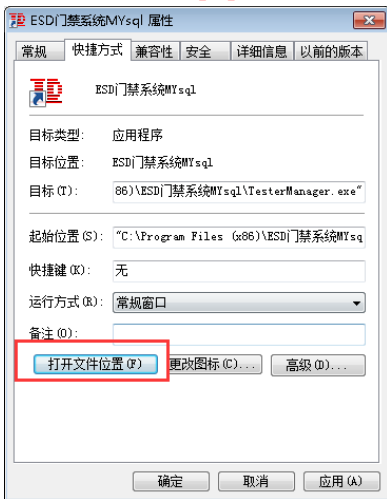 ESD门禁系统MYsql 属性
常规 快捷方式 兼容性 安全 详细信息 以前的版本
ESD门禁系统MYsql
目标类型: 应用程序
目标位置: ESD门禁系统MYsql
目标(T): 86)\ESD门禁系统MYsql\TesterManager.exe"
起始位置(S): "C:\Program Files (x86)\ESD门禁系统MYsq
快捷键(K): 无
运行方式(R): 常规窗口
备注(O):
打开文件位置(F) 更改图标(C)... 高级(D)...
确定 取消 应用(A)